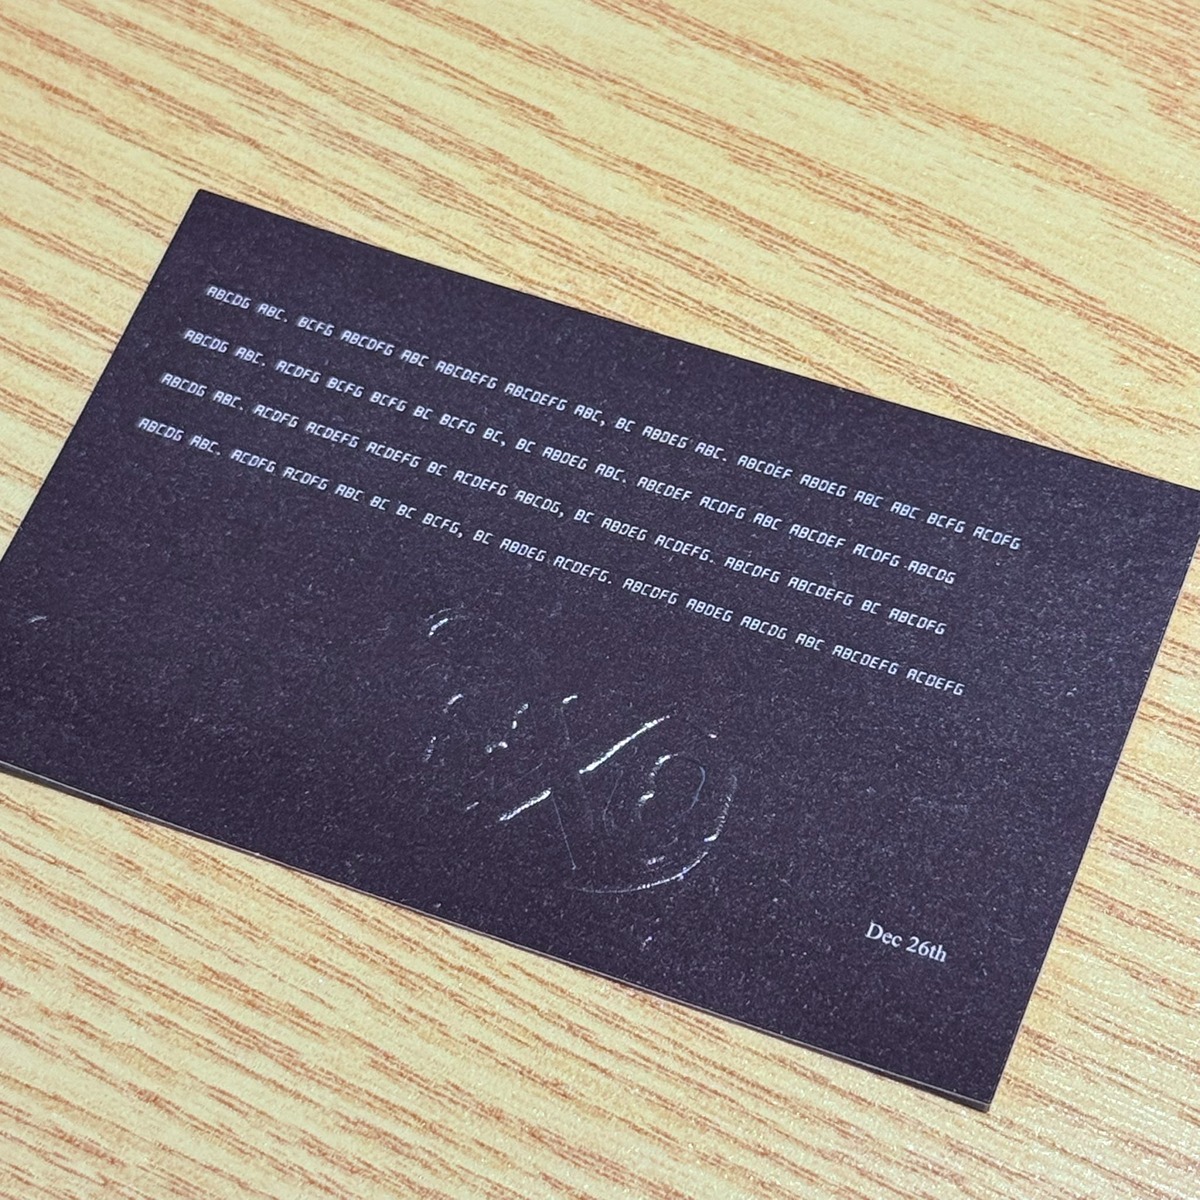 ABCDG ABC. BCFG ABCDFG ABC ABCDEFG ABCDEFG ABC, BC ABDEG ABC. ABCDEF ABDEG ABC ABC BCFG ACDFG
ABCDG ABC. ACDFG BCFG BCFG BC BCFG BC, BC ABDEG ABC. ABCDEF ACDFG ABC ABCDEF ACDFG ABCDG
ABCDG ABC. ACDFG ACDEFG ACDEFG BC ACDEFG ABCDG, BC ABDEG ACDEFG. ABCDFG ABCDEFG BC ABCDFG
ABCDG ABC. ACDFG ACDFG ABC BC BC BCFG, BC ABDEG ACDEFG. ABCDFG ABDEG ABCDG ABC ABCDEFG ACDEFG
Dec 26th